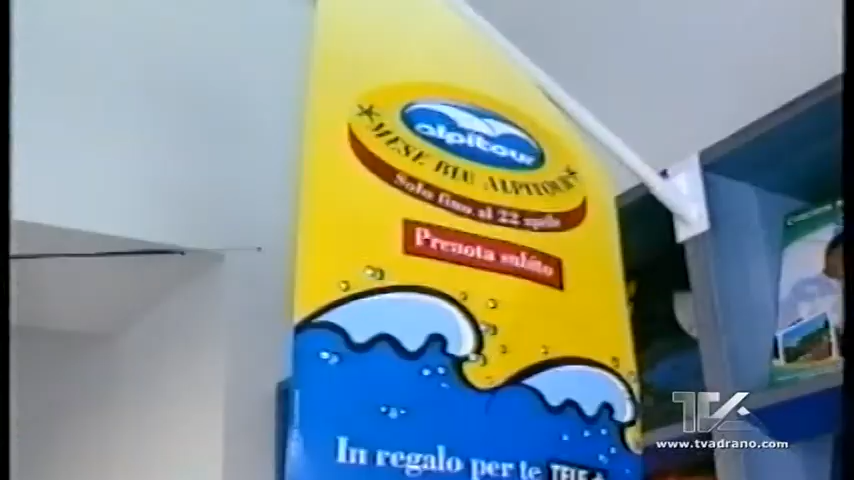 alpitour
MESE BLU ALPITOUR
Solo fino al 22 aprile
Prenota subito
In regalo per te TELE+
TVA
www.tvadrano.com